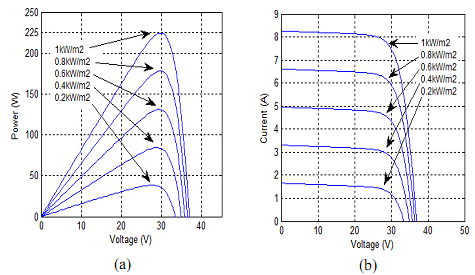 250
225
200
150
100
50
0
Power (W)
1kW/m2
0.8kW/m2
0.6kW/m2
0.4kW/m2
0.2kW/m2
0 10 20 30 40
Voltage (V)
(a)
9
8
7
6
5
4
3
2
1
0
Current (A)
1kW/m2
0.8kW/m2
0.6kW/m2
0.4kW/m2
0.2kW/m2
0 10 20 30 40 50
Voltage (V)
(b)